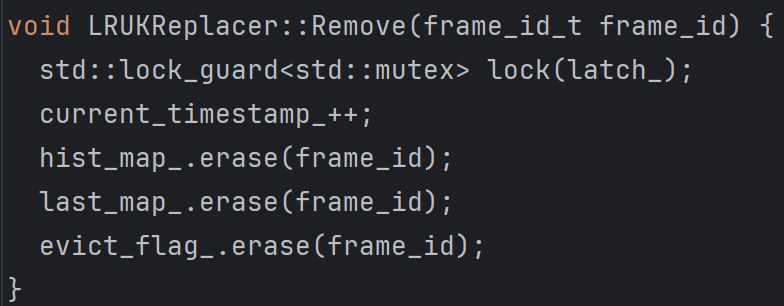 void LRUKReplacer::Remove(frame_id_t frame_id) {
  std::lock_guard<std::mutex> lock(latch_);
  current_timestamp_++;
  hist_map_.erase(frame_id);
  last_map_.erase(frame_id);
  evict_flag_.erase(frame_id);
}